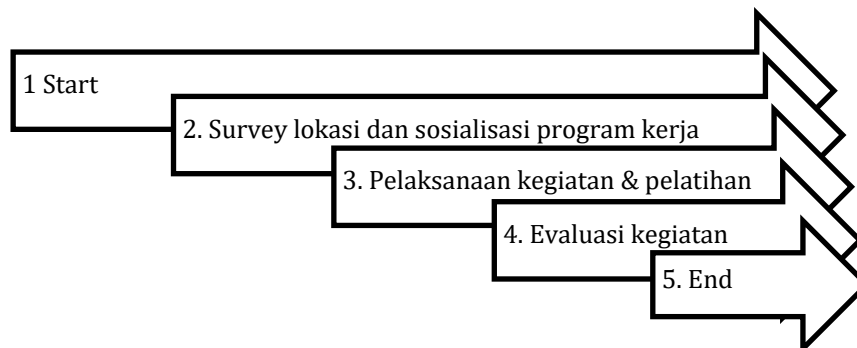 1 Start
2. Survey lokasi dan sosialisasi program kerja
3. Pelaksanaan kegiatan & pelatihan
4. Evaluasi kegiatan
5. End